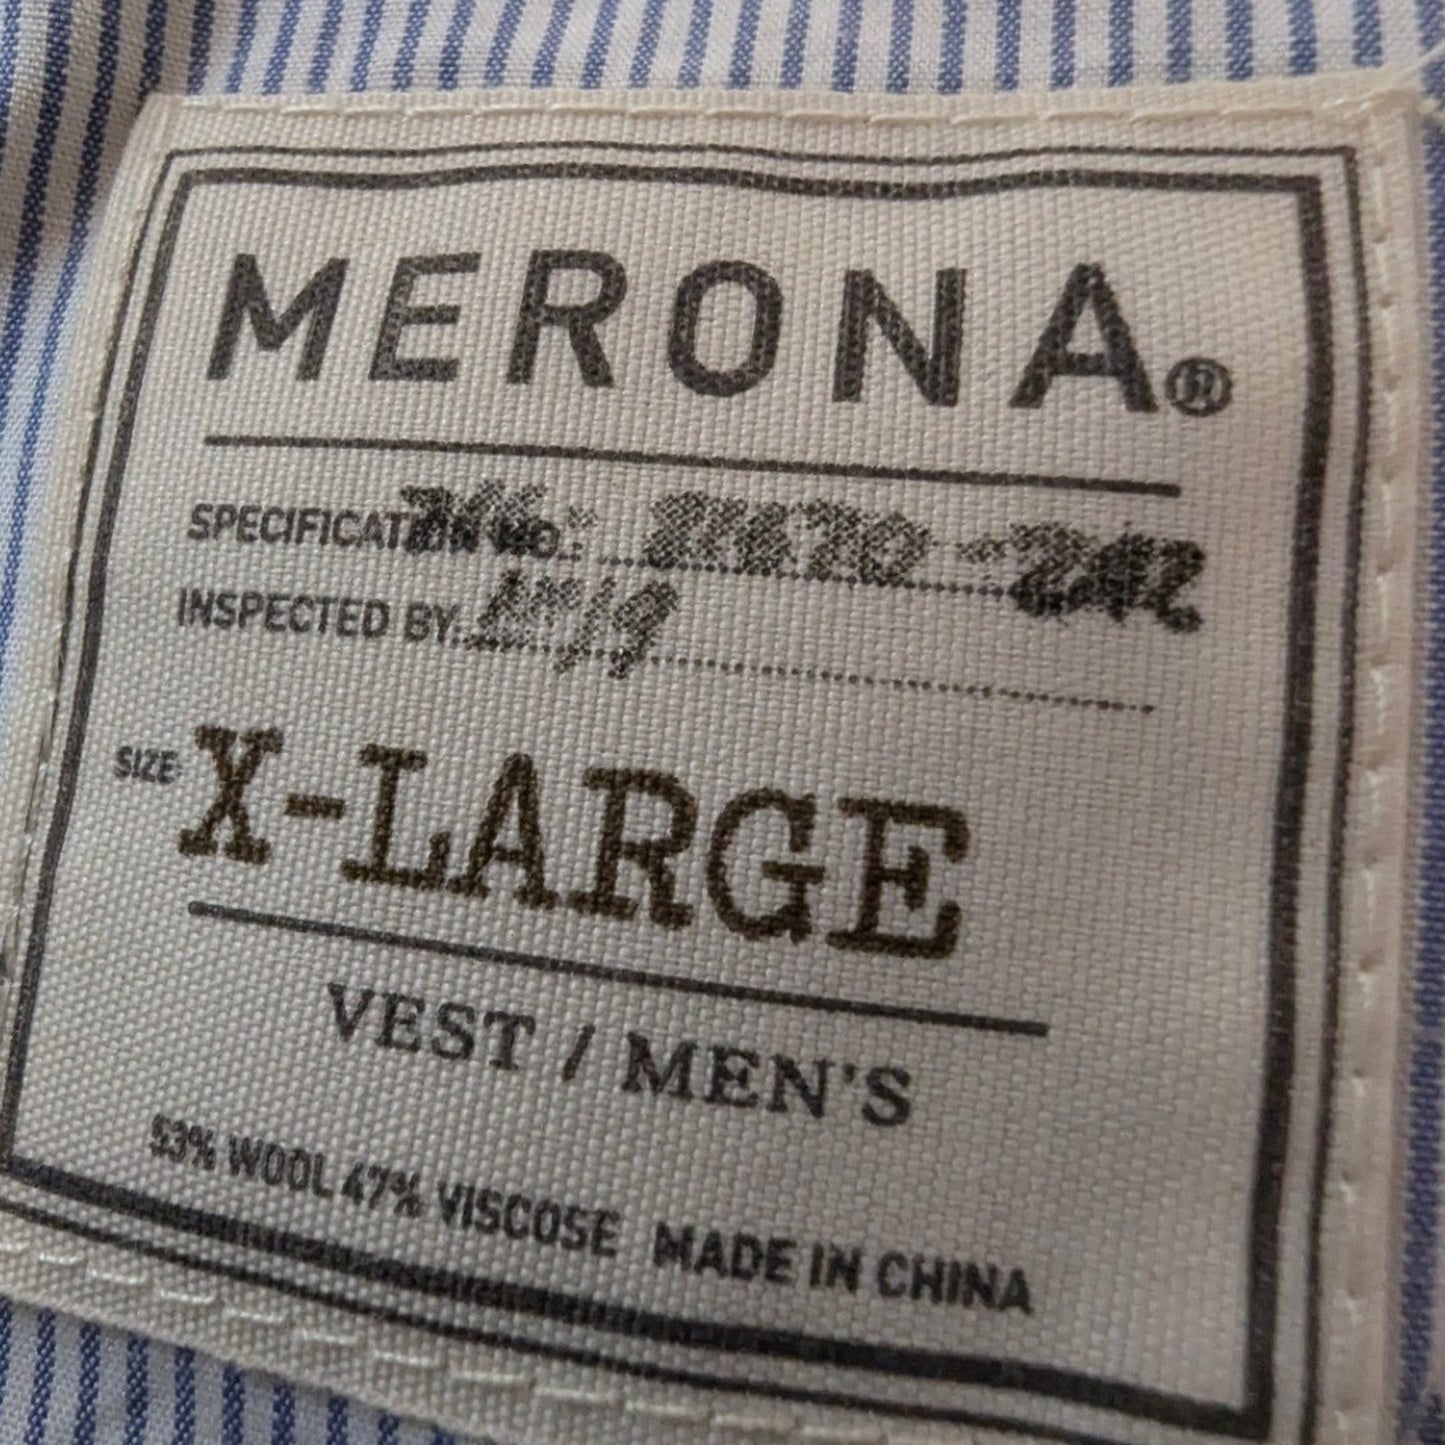 MERONA®
SPECIFICATION NO.:
INSPECTED BY:
SIZE X-LARGE
VEST / MEN'S
53% WOOL 47% VISCOSE MADE IN CHINA